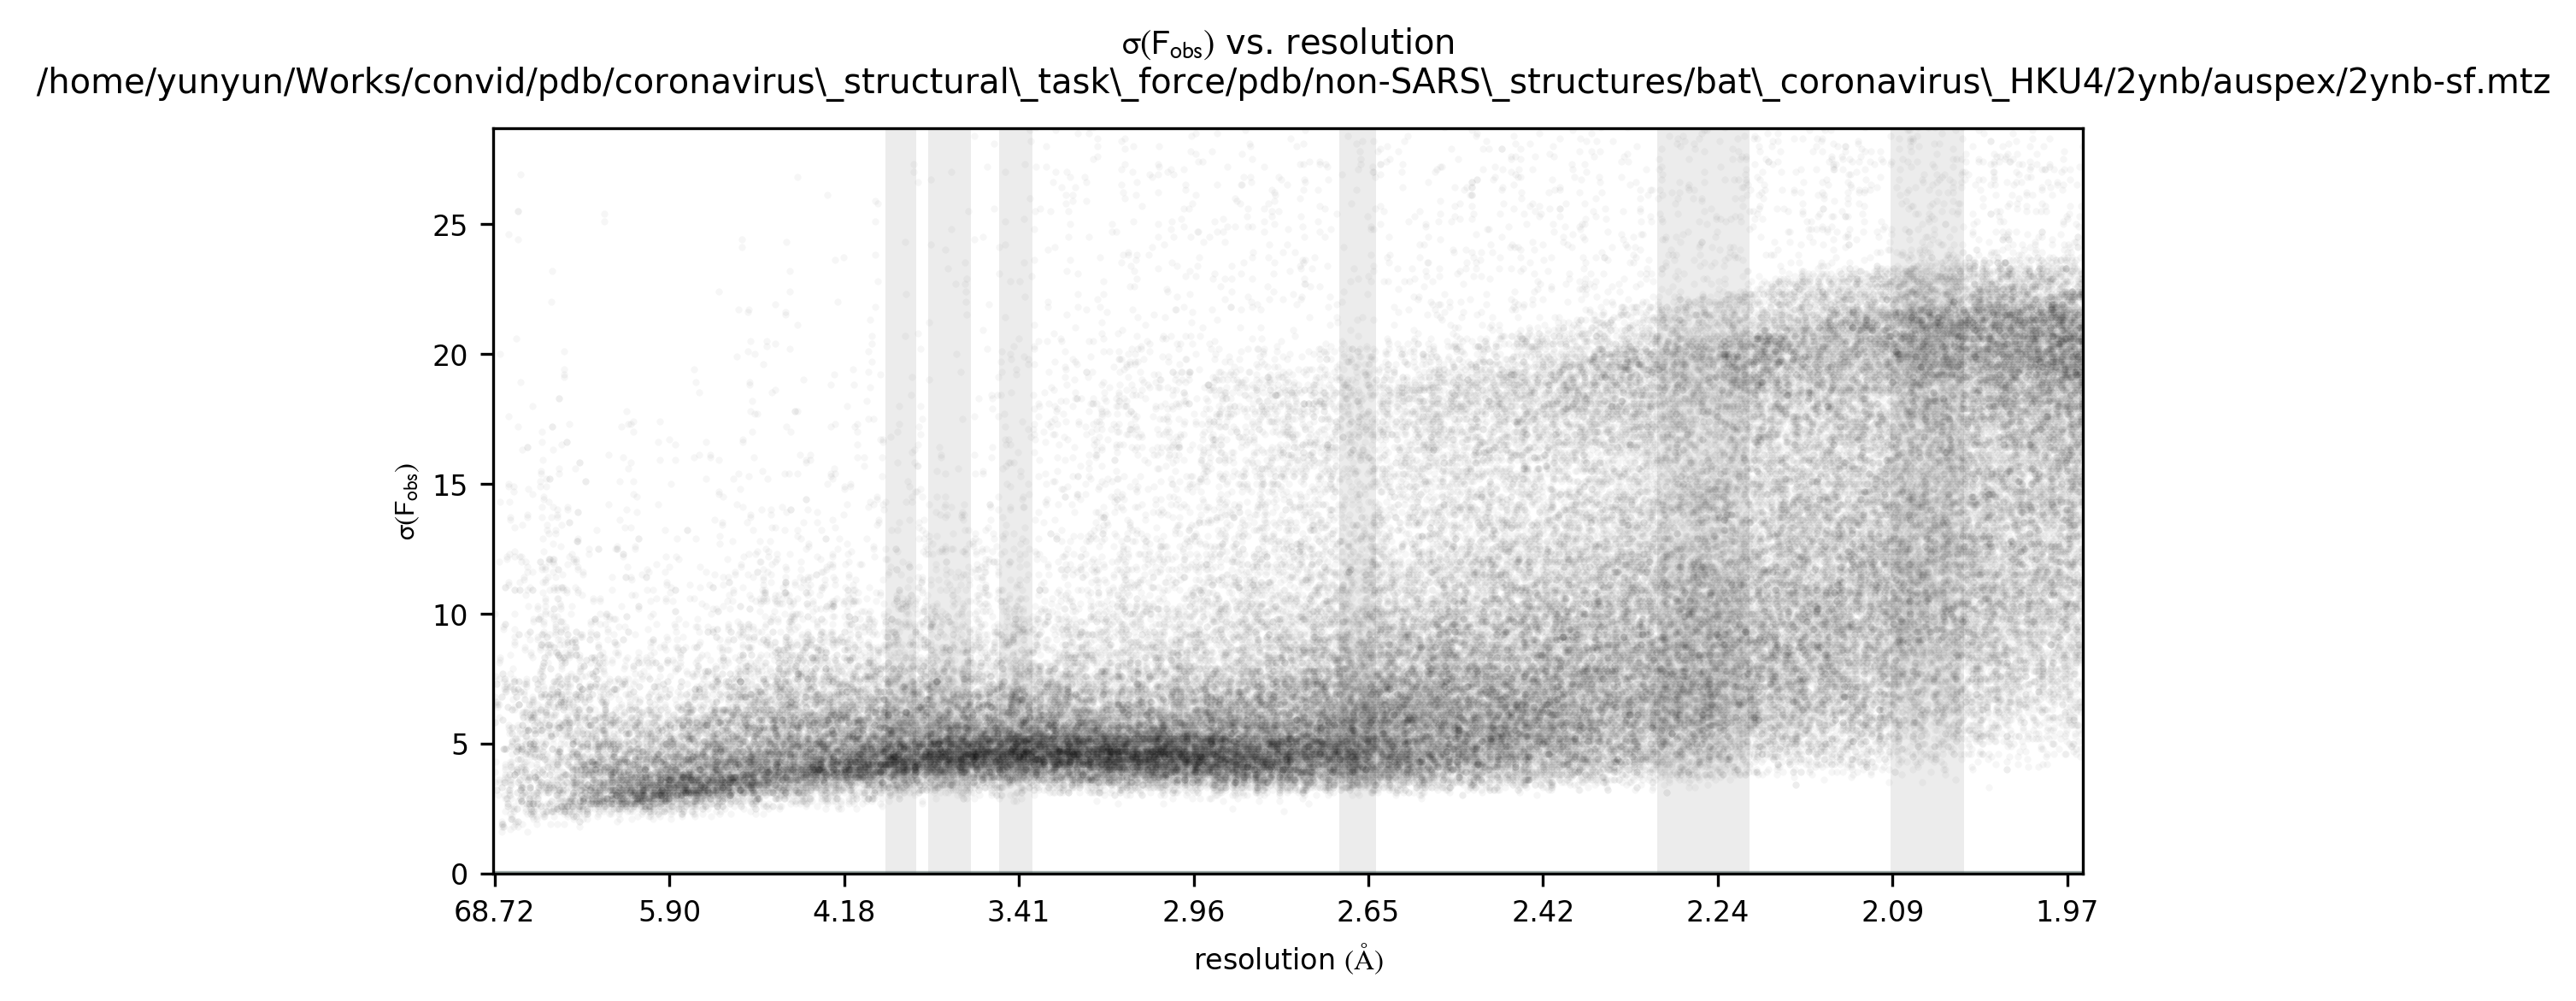 σ(Fobs) vs. resolution
/home/yunyun/Works/convid/pdb/coronavirus\_structural\_task\_force/pdb/non-SARS\_structures/bat\_coronavirus\_HKU4/2ynb/auspex/2ynb-sf.mtz
25
20
σ(Fobs)
15
10
5
0
68.72 5.90 4.18 3.41 2.96 2.65 2.42 2.24 2.09 1.97
resolution (Å)